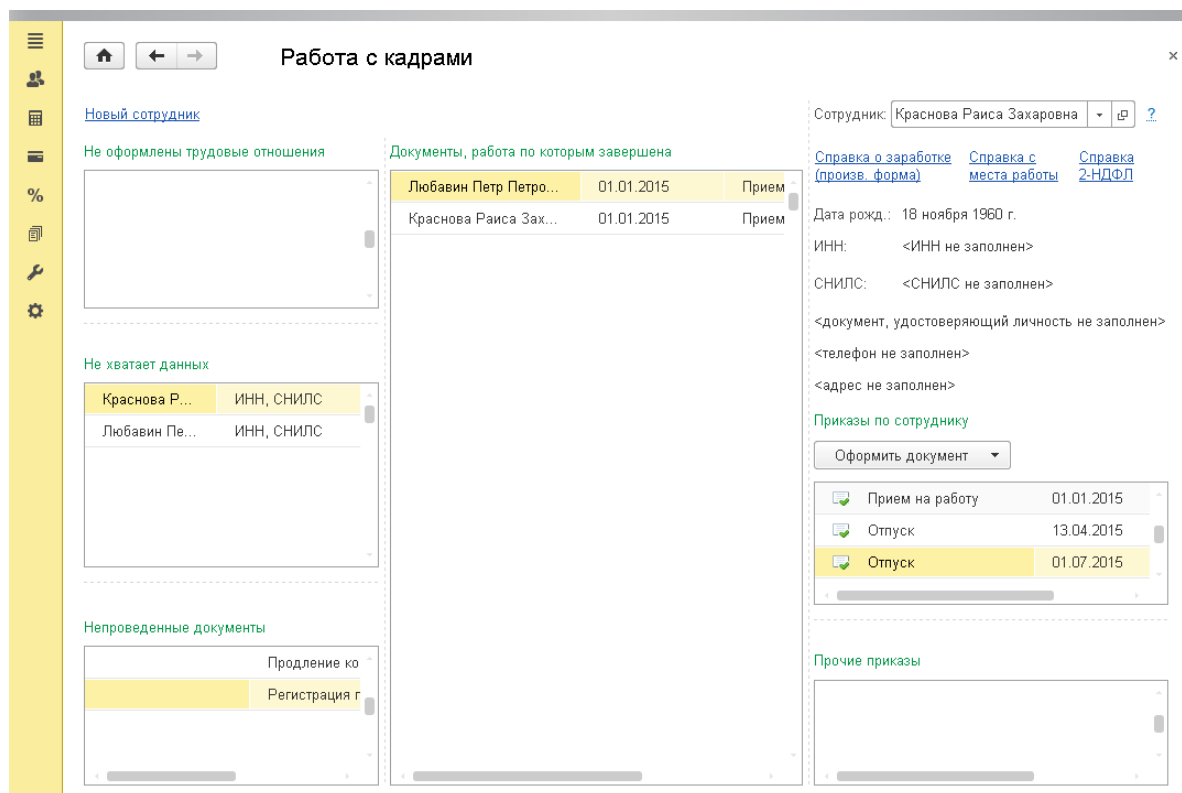 Работа с кадрами
Новый сотрудник
Не оформлены трудовые отношения
Не хватает данных
Краснова Р... ИНН, СНИЛС
Любавин Пе... ИНН, СНИЛС
Непроведенные документы
Продление ко
Регистрация г
Документы, работа по которым завершена
Любавин Петр Петро... 01.01.2015 Прием
Краснова Раиса Зах... 01.01.2015 Прием
Сотрудник: Краснова Раиса Захаровна ?
Справка о заработке (произв. форма)
Справка с места работы
Справка 2-НДФЛ
Дата рожд.: 18 ноября 1960 г.
ИНН: <ИНН не заполнен>
СНИЛС: <СНИЛС не заполнен>
<документ, удостоверяющий личность не заполнен>
<телефон не заполнен>
<адрес не заполнен>
Приказы по сотруднику
Оформить документ
Прием на работу 01.01.2015
Отпуск 13.04.2015
Отпуск 01.07.2015
Прочие приказы